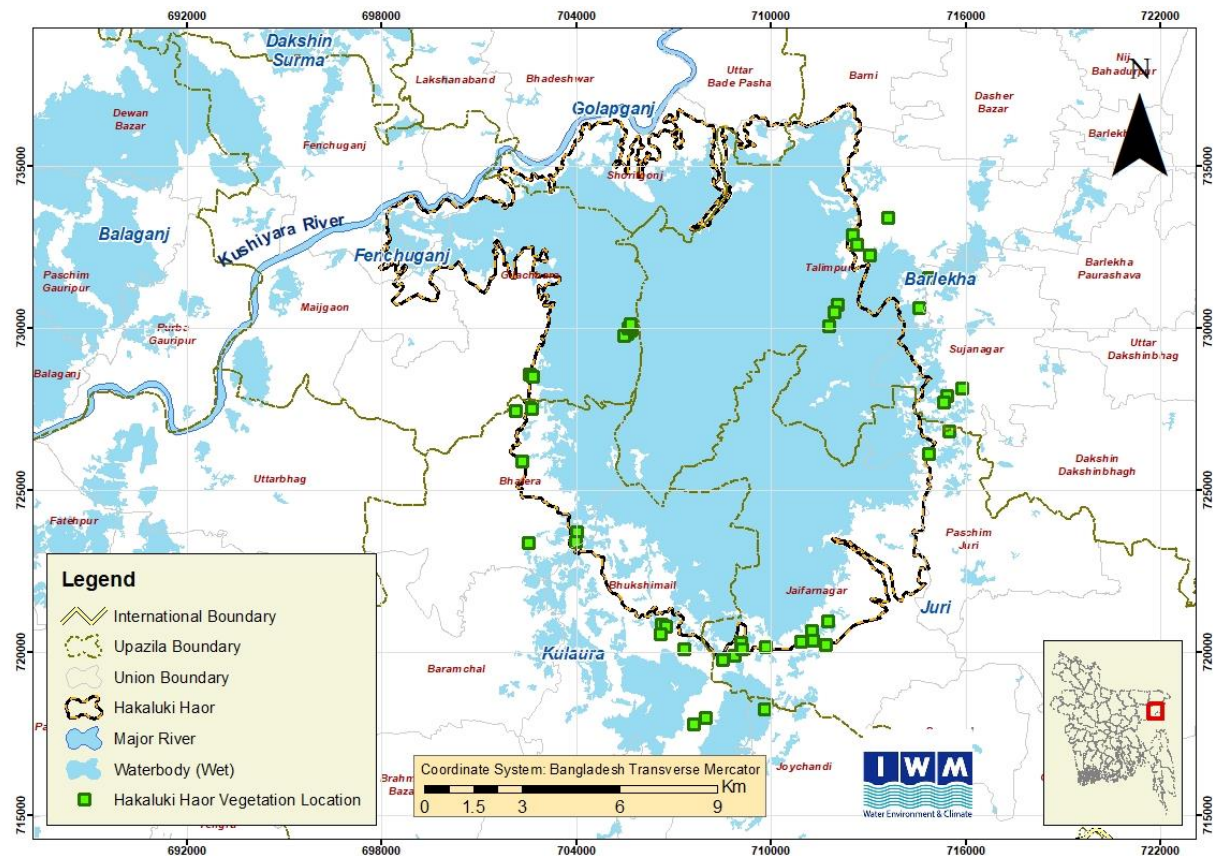 692000
698000
704000
710000
716000
722000
Dakshin
Surma
Lakshanaband
Bhadeshwar
Uttar
Bade Pasha
Barni
Nij
Bahadurpur
N
Dewan
Bazar
Golapganj
Dasher
Bazar
Fenchuganj
735000
Shorifgonj
735000
Balaganj
Kushiyara River
Fenchuganj
Paschim
Gauripur
Talimpur
Barlekha
Barlekha
Paurashava
Maijgaon
Purba
Gauripur
730000
730000
Sujanagar
Uttar
Dakshinbhag
Balaganj
Uttarbhag
Bhatera
Dakshin
Dakshinbhagh
725000
725000
Fatehpur
Paschim
Juri
Bhukshimail
Jaifarnagar
Juri
Kulaura
Baramchal
720000
720000
Joychandi
Legend
International Boundary
Upazila Boundary
Union Boundary
Hakaluki Haor
Major River
Waterbody (Wet)
Hakaluki Haor Vegetation Location
Coordinate System: Bangladesh Transverse Mercator
Km
0 1.5 3 6 9
IWM
Water Environment & Climate
715000
715000
692000
698000
704000
710000
716000
722000